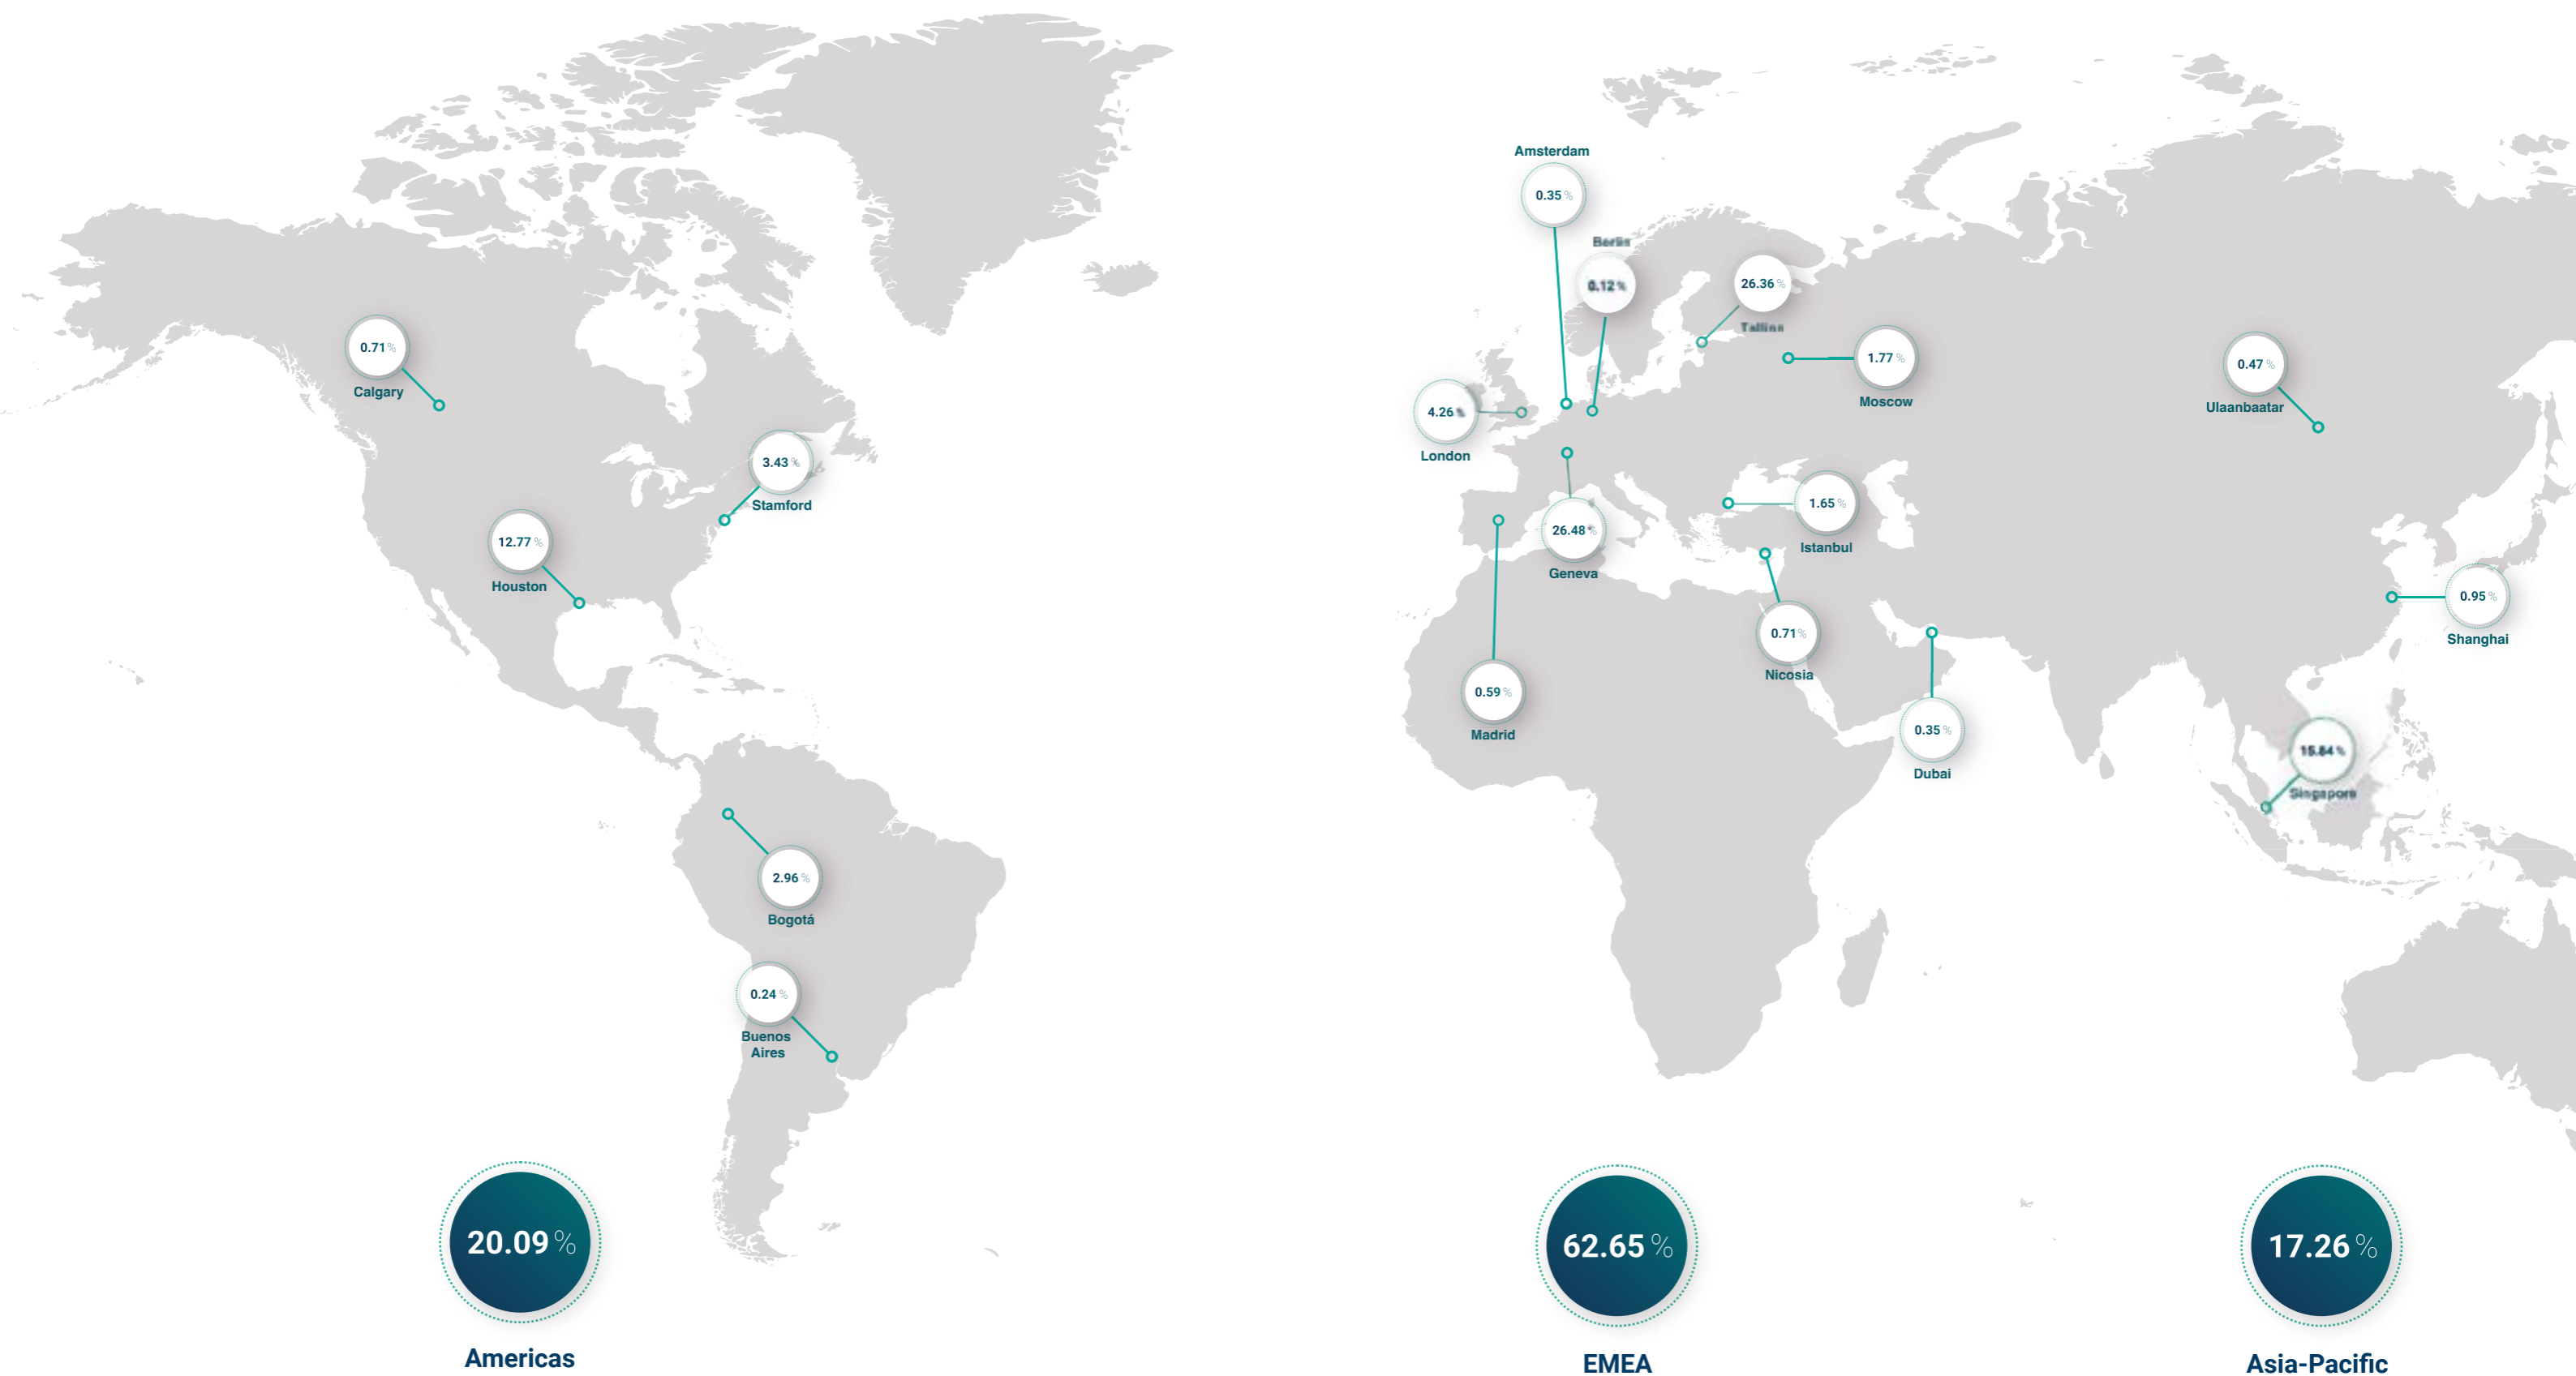 Amsterdam
0.35 %
Berlin
0.12 %
26.36 %
Tallinn
0.71 %
Calgary
1.77 %
Moscow
0.47 %
Ulaanbaatar
4.26 %
London
3.43 %
Stamford
12.77 %
Houston
26.48 %
Geneva
1.65 %
Istanbul
0.95 %
Shanghai
0.71 %
Nicosia
0.59 %
Madrid
0.35 %
Dubai
15.84 %
Singapore
2.96 %
Bogotá
0.24 %
Buenos
Aires
20.09 %
Americas
62.65 %
EMEA
17.26 %
Asia-Pacific